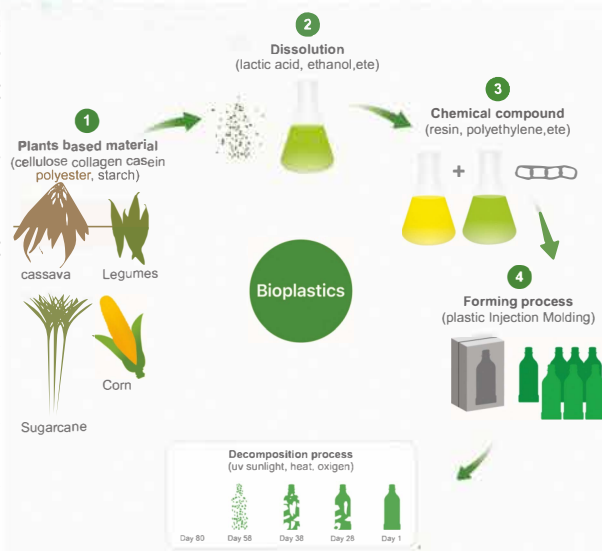 2
Dissolution
(lactic acid, ethanol,ete)
3
Chemical compound
(resin, polyethylene,ete)
+
1
Plants based material
(cellulose collagen casein
polyester, starch)
cassava
Legumes
Bioplastics
4
Forming process
(plastic Injection Molding)
Corn
Sugarcane
Decomposition process
(uv sunlight, heat. oxigen)
Day 80 Day 58 Day 38 Day 28 Day 1